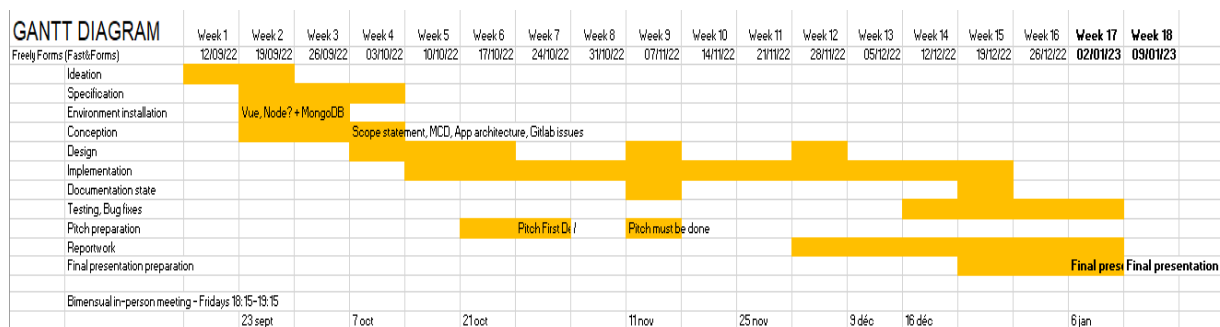 GANTT DIAGRAM Week 1 Week 2 Week 3 Week 4 Week 5 Week 6 Week 7 Week 8 Week 9 Week 10 Week 11 Week 12 Week 13 Week 14 Week 15 Week 16 Week 17 Week 18
Freely Forms (Fast&Forms) 12/09/22 19/09/22 26/09/22 03/10/22 10/10/22 17/10/22 24/10/22 31/10/22 07/11/22 14/11/22 21/11/22 28/11/22 05/12/22 12/12/22 19/12/22 26/12/22 02/01/23 09/01/23
Ideation
Specification
Environment installation Vue, Node? + MongoDB
Conception Scope statement, MCD, App architecture, Gitlab issues
Design
Implementation
Documentation state
Testing, Bug fixes
Pitch preparation Pitch First De / Pitch must be done
Reportwork
Final presentation preparation Final prese Final presentation
Bimensual in-person meeting - Fridays 18:15-19:15
23 sept 7 oct 21 oct 11 nov 25 nov 9 déc 16 déc 6 jan